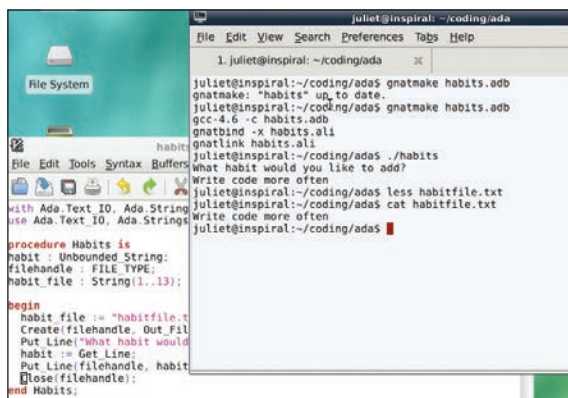 juliet@inspiral: ~/coding/ada
File Edit View Search Preferences Tabs Help
1. juliet@inspiral: ~/coding/ada
juliet@inspiral:~/coding/ada$ gnatmake habits.adb
gnatmake: "habits" up to date.
juliet@inspiral:~/coding/ada$ gnatmake habits.adb
gcc-4.6 -c habits.adb
gnatbind -x habits.ali
gnatlink habits.ali
juliet@inspiral:~/coding/ada$ ./habits
What habit would you like to add?
Write code more often
juliet@inspiral:~/coding/ada$ less habitfile.txt
juliet@inspiral:~/coding/ada$ cat habitfile.txt
Write code more often
juliet@inspiral:~/coding/ada$
File System
habit
File Edit Tools Syntax Buffers
with Ada.Text_IO, Ada.String
use Ada.Text_IO, Ada.Strings
procedure Habits is
habit : Unbounded_String;
filehandle : FILE_TYPE;
habit_file : String(1..13);
begin
habit_file := "habitfile.t
Create(filehandle, Out_Fil
Put_Line("What habit would
habit := Get_Line;
Put_Line(filehandle, habit
Close(filehandle);
end Habits;